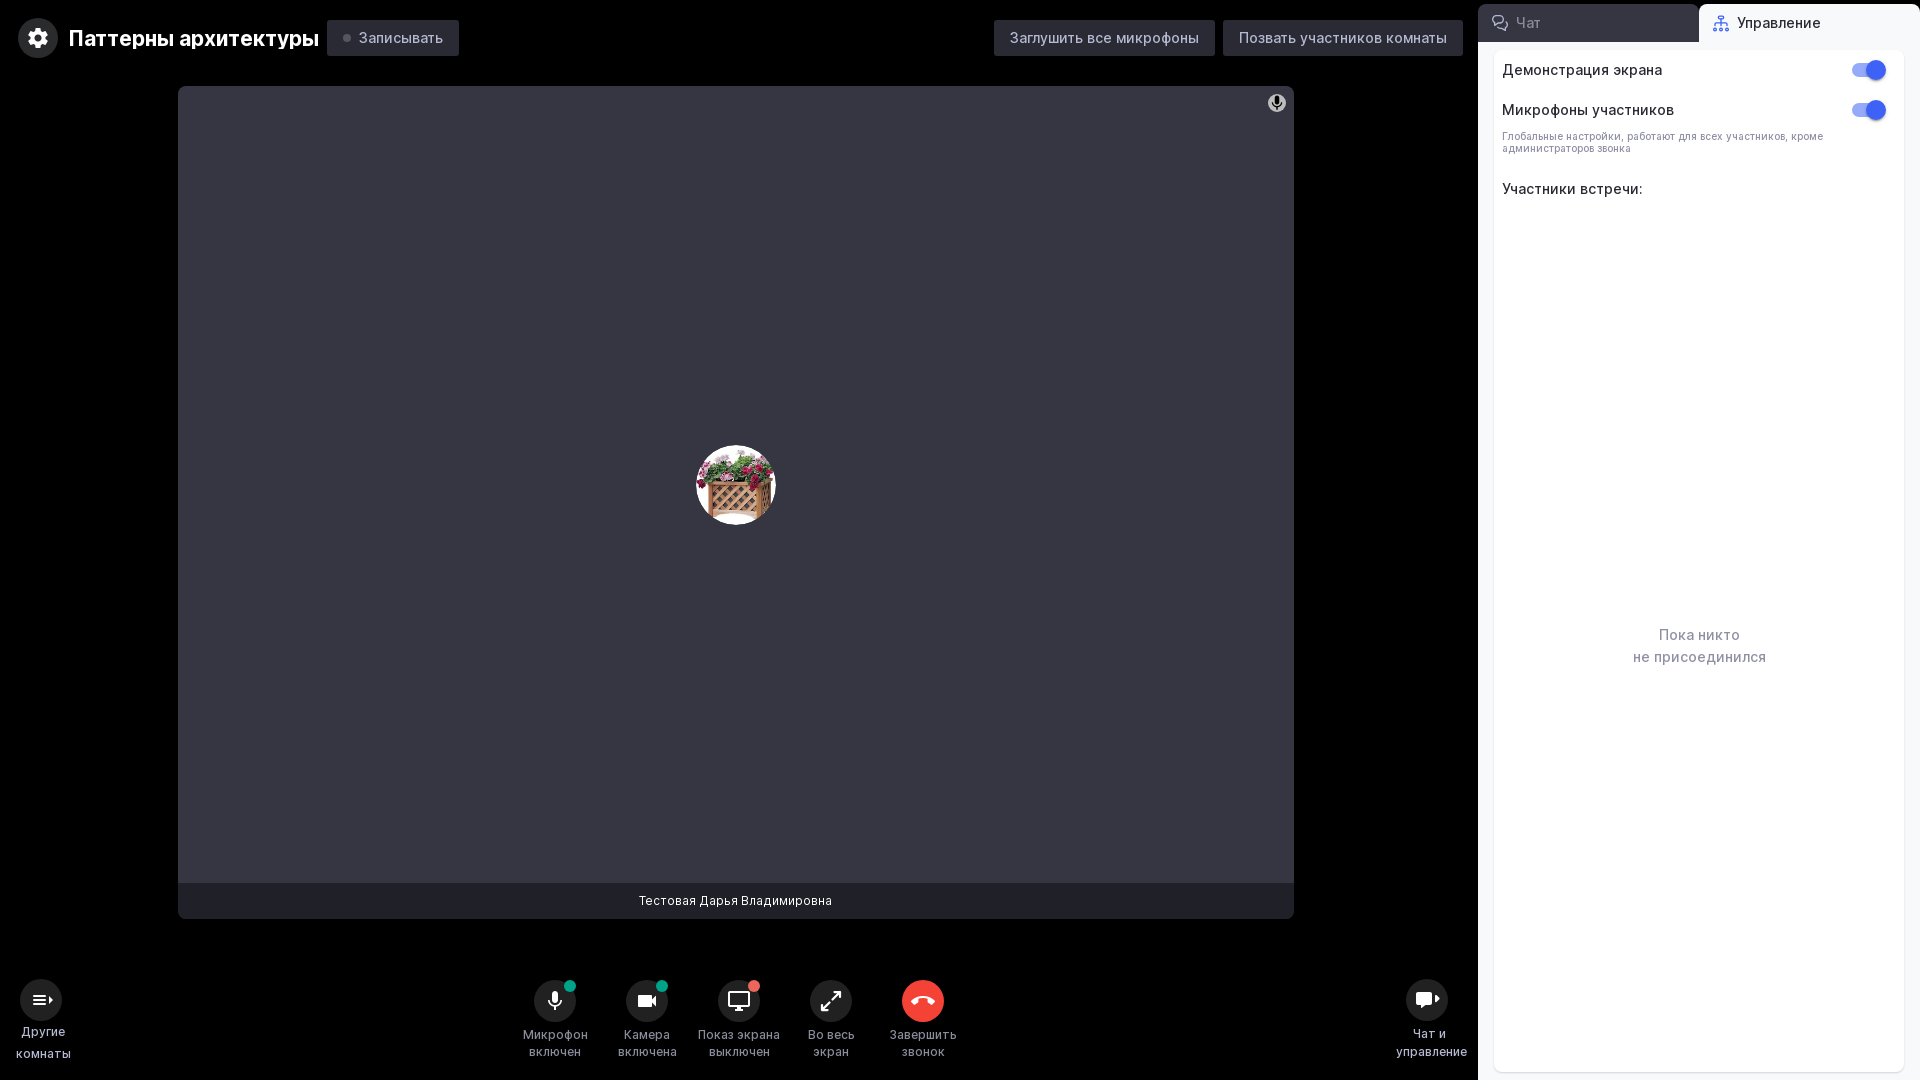 Паттерны архитектуры
Записывать
Заглушить все микрофоны
Позвать участников комнаты
Чат
Управление
Демонстрация экрана
Микрофоны участников
Глобальные настройки, работают для всех участников, кроме
администраторов звонка
Участники встречи:
Пока никто
не присоединился
Тестовая Дарья Владимировна
Другие
комнаты
Микрофон
включен
Камера
включена
Показ экрана
выключен
Во весь
экран
Завершить
звонок
Чат и
управление